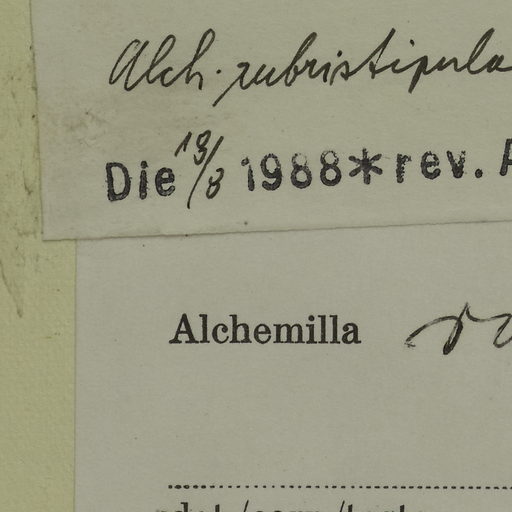 Alch. rubristipula
Die 13/8 1988*rev.
Alchemilla